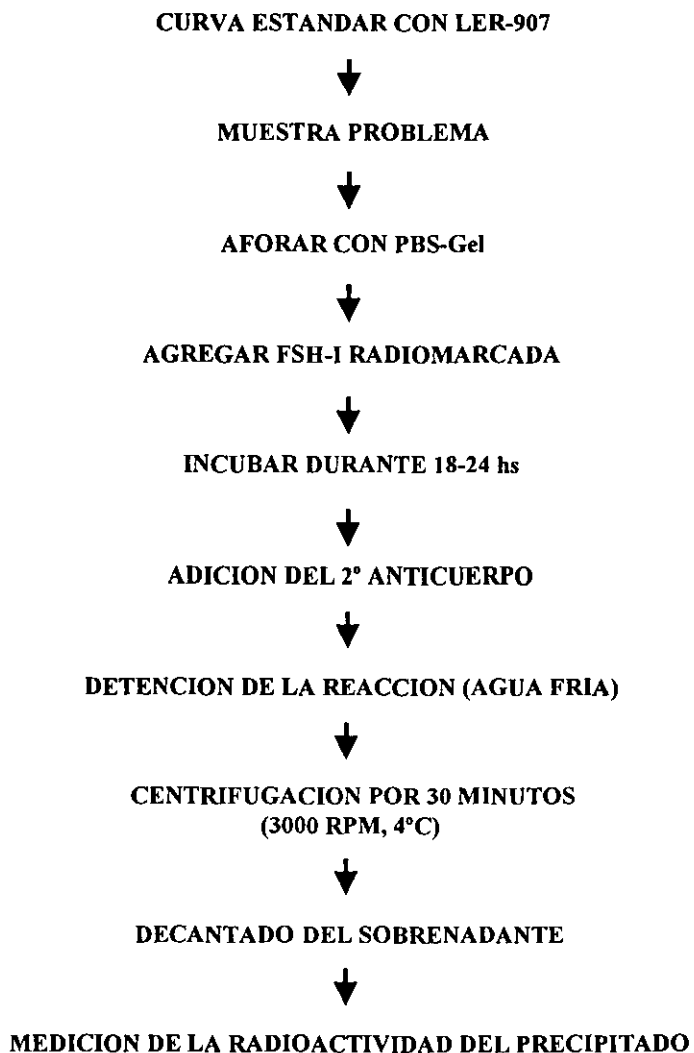 CURVA ESTANDAR CON LER-907
MUESTRA PROBLEMA
AFORAR CON PBS-Gel
AGREGAR FSH-I RADIOMARCADA
INCUBAR DURANTE 18-24 hs
ADICION DEL 2º ANTICUERPO
DETENCION DE LA REACCION (AGUA FRIA)
CENTRIFUGACION POR 30 MINUTOS
(3000 RPM, 4ºC)
DECANTADO DEL SOBRENADANTE
MEDICION DE LA RADIOACTIVIDAD DEL PRECIPITADO